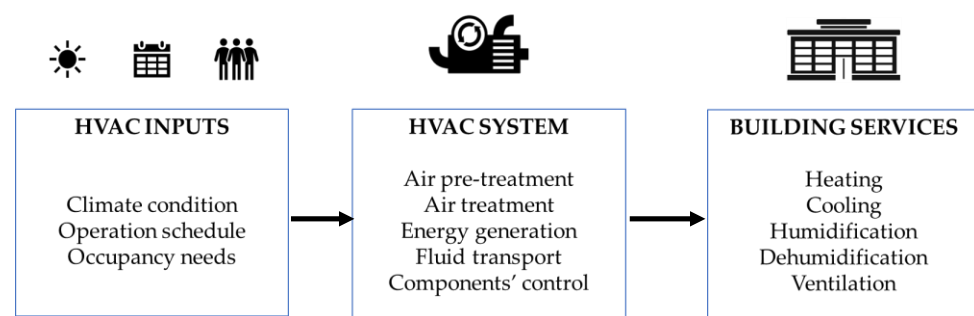 HVAC INPUTS
Climate condition
Operation schedule
Occupancy needs
HVAC SYSTEM
Air pre-treatment
Air treatment
Energy generation
Fluid transport
Components’ control
BUILDING SERVICES
Heating
Cooling
Humidification
Dehumidification
Ventilation